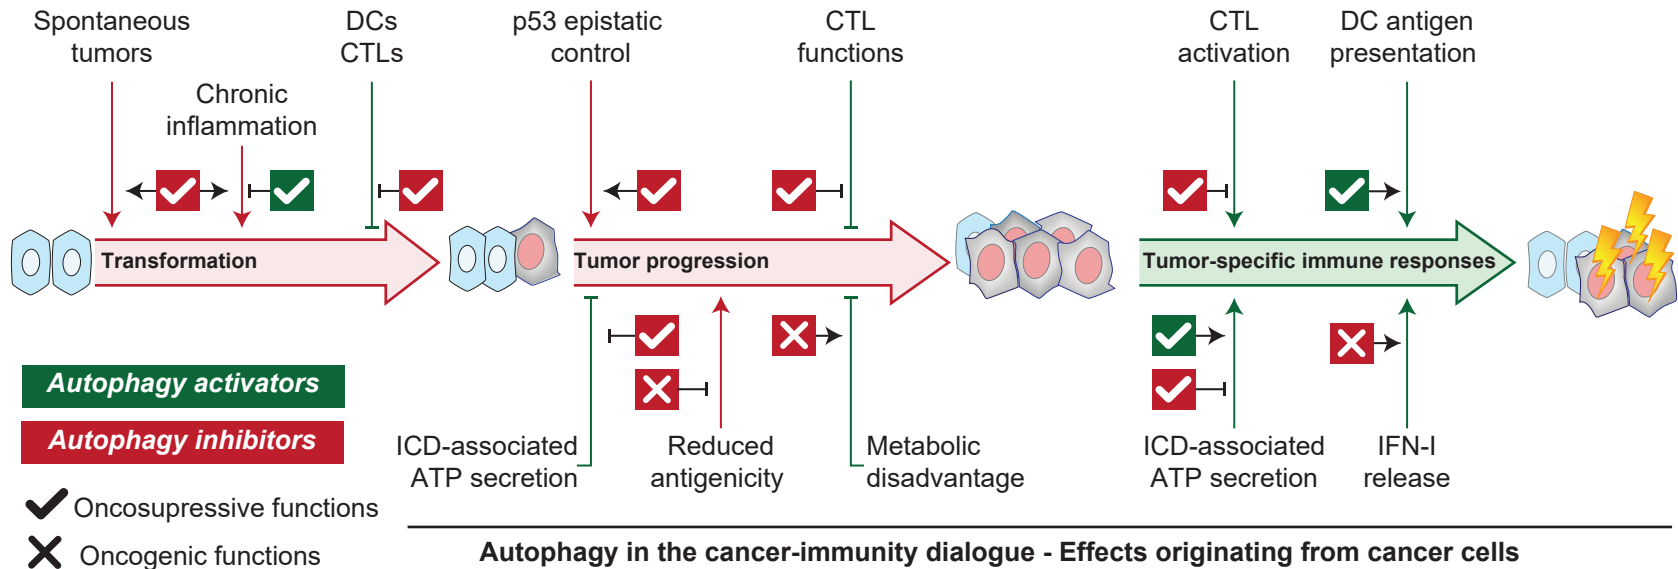 Spontaneous
tumors
DCs
CTLs
p53 epistatic
control
CTL
functions
CTL
activation
DC antigen
presentation
Chronic
inflammation
Transformation
Tumor progression
Tumor-specific immune responses
Autophagy activators
Autophagy inhibitors
ICD-associated
ATP secretion
Reduced
antigenicity
Metabolic
disadvantage
ICD-associated
ATP secretion
IFN-I
release
Oncosupressive functions
Oncogenic functions
Autophagy in the cancer-immunity dialogue - Effects originating from cancer cells